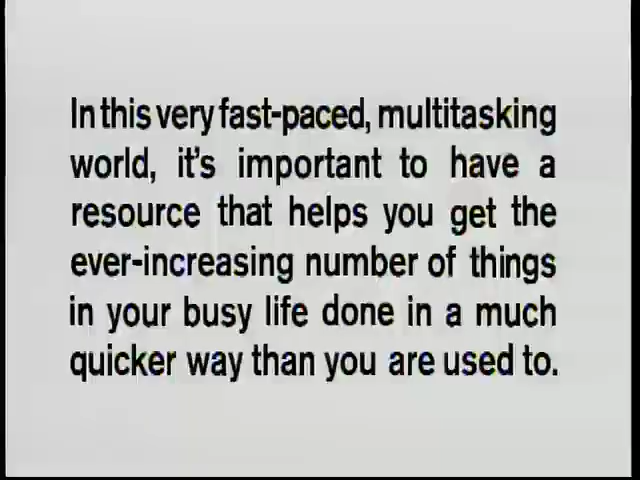 In this very fast-paced, multitasking
world, it's important to have a
resource that helps you get the
ever-increasing number of things
in your busy life done in a much
quicker way than you are used to.